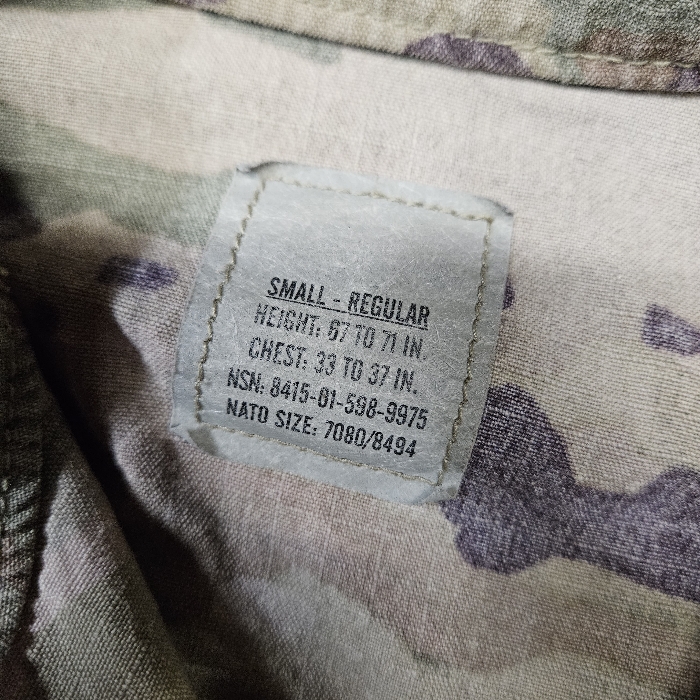 SMALL - REGULAR
HEIGHT: 67 TO 71 IN.
CHEST: 33 TO 37 IN.
NSN: 8415-01-598-9975
NATO SIZE: 7080/8494